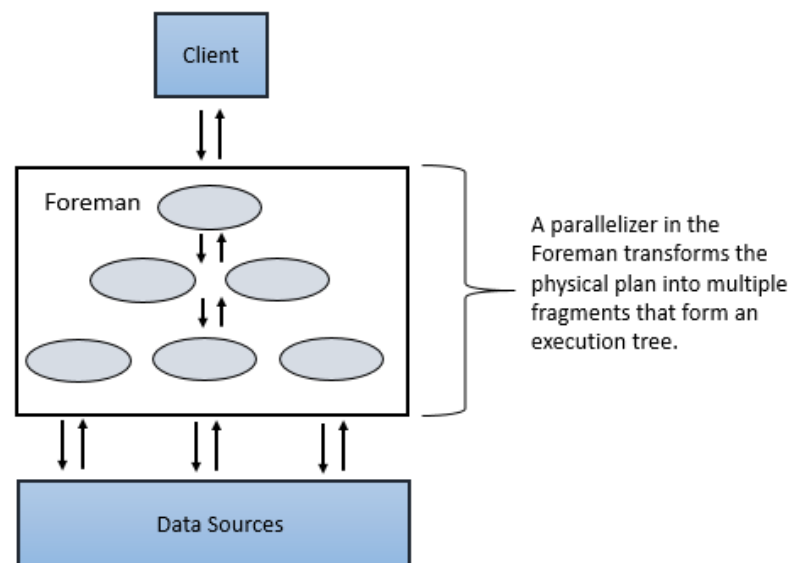 Client
Foreman
A parallelizer in the
Foreman transforms the
physical plan into multiple
fragments that form an
execution tree.
Data Sources